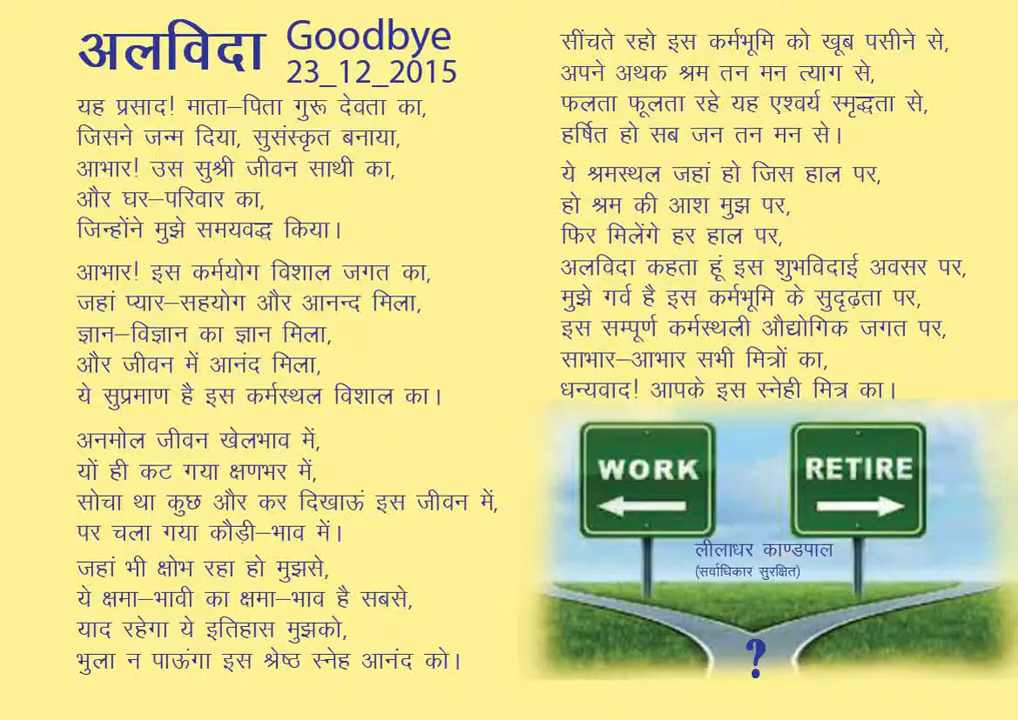 अलविदा
Goodbye
23_12_2015
यह प्रसाद! माता–पिता गुरू देवता का,
जिसने जन्म दिया, सुसंस्कृत बनाया,
आभार! उस सुश्री जीवन साथी का,
और घर–परिवार का,
जिन्होंने मुझे समयवद्ध किया।
आभार! इस कर्मयोग विशाल जगत का,
जहां प्यार–सहयोग और आनन्द मिला,
ज्ञान–विज्ञान का ज्ञान मिला,
और जीवन में आनंद मिला,
ये सुप्रमाण है इस कर्मस्थल विशाल का।
अनमोल जीवन खेलभाव में,
यों ही कट गया क्षणभर में,
सोचा था कुछ और कर दिखाऊं इस जीवन में,
पर चला गया कौड़ी–भाव में।
जहां भी क्षोभ रहा हो मुझसे,
ये क्षमा–भावी का क्षमा–भाव है सबसे,
याद रहेगा ये इतिहास मुझको,
भुला न पाऊंगा इस श्रेष्ठ स्नेह आनंद को।
सींचते रहो इस कर्मभूमि को खूब पसीने से,
अपने अथक श्रम तन मन त्याग से,
फलता फूलता रहे यह एश्वर्य स्मृद्धता से,
हर्षित हो सब जन तन मन से।
ये श्रमस्थल जहां हो जिस हाल पर,
हो श्रम की आश मुझ पर,
फिर मिलेंगे हर हाल पर,
अलविदा कहता हूं इस शुभविदाई अवसर पर,
मुझे गर्व है इस कर्मभूमि के सुदृढ़ता पर,
इस सम्पूर्ण कर्मस्थली औद्योगिक जगत पर,
साभार–आभार सभी मित्रों का,
धन्यवाद! आपके इस स्नेही मित्र का।
WORK
RETIRE
लीलाधर काण्डपाल
(सर्वाधिकार सुरक्षित)
?